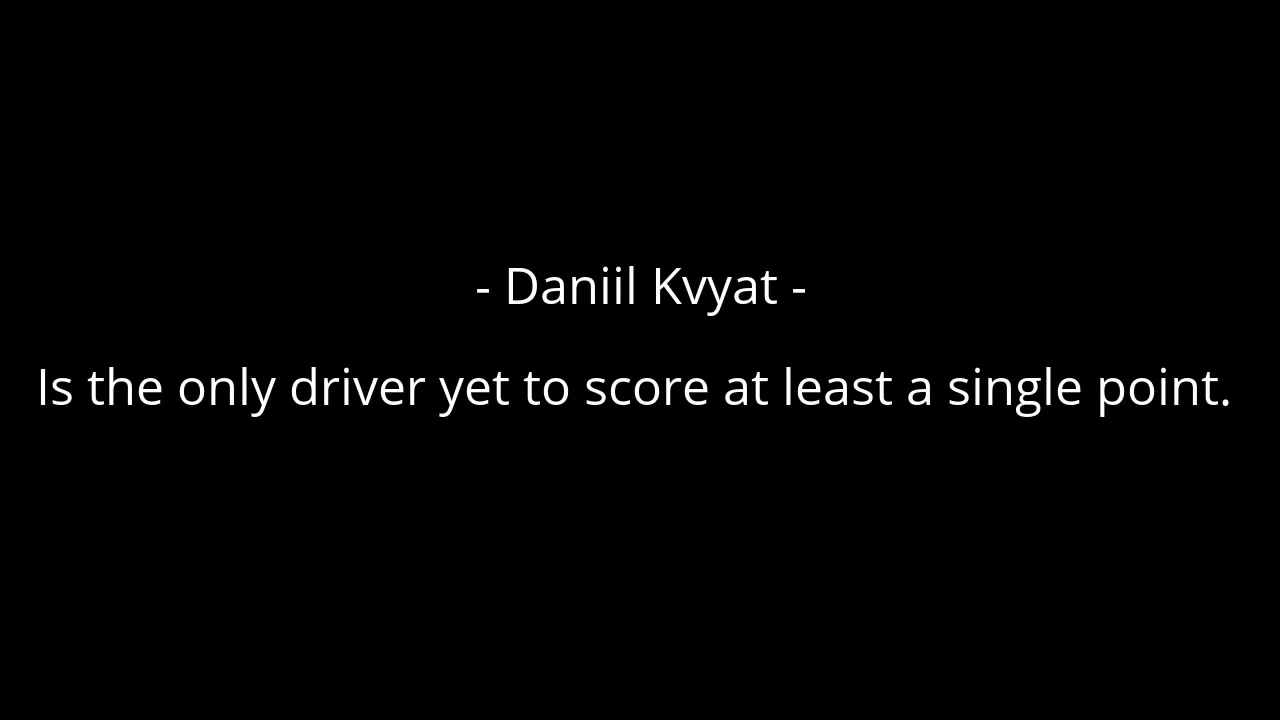 - Daniil Kvyat -
Is the only driver yet to score at least a single point.